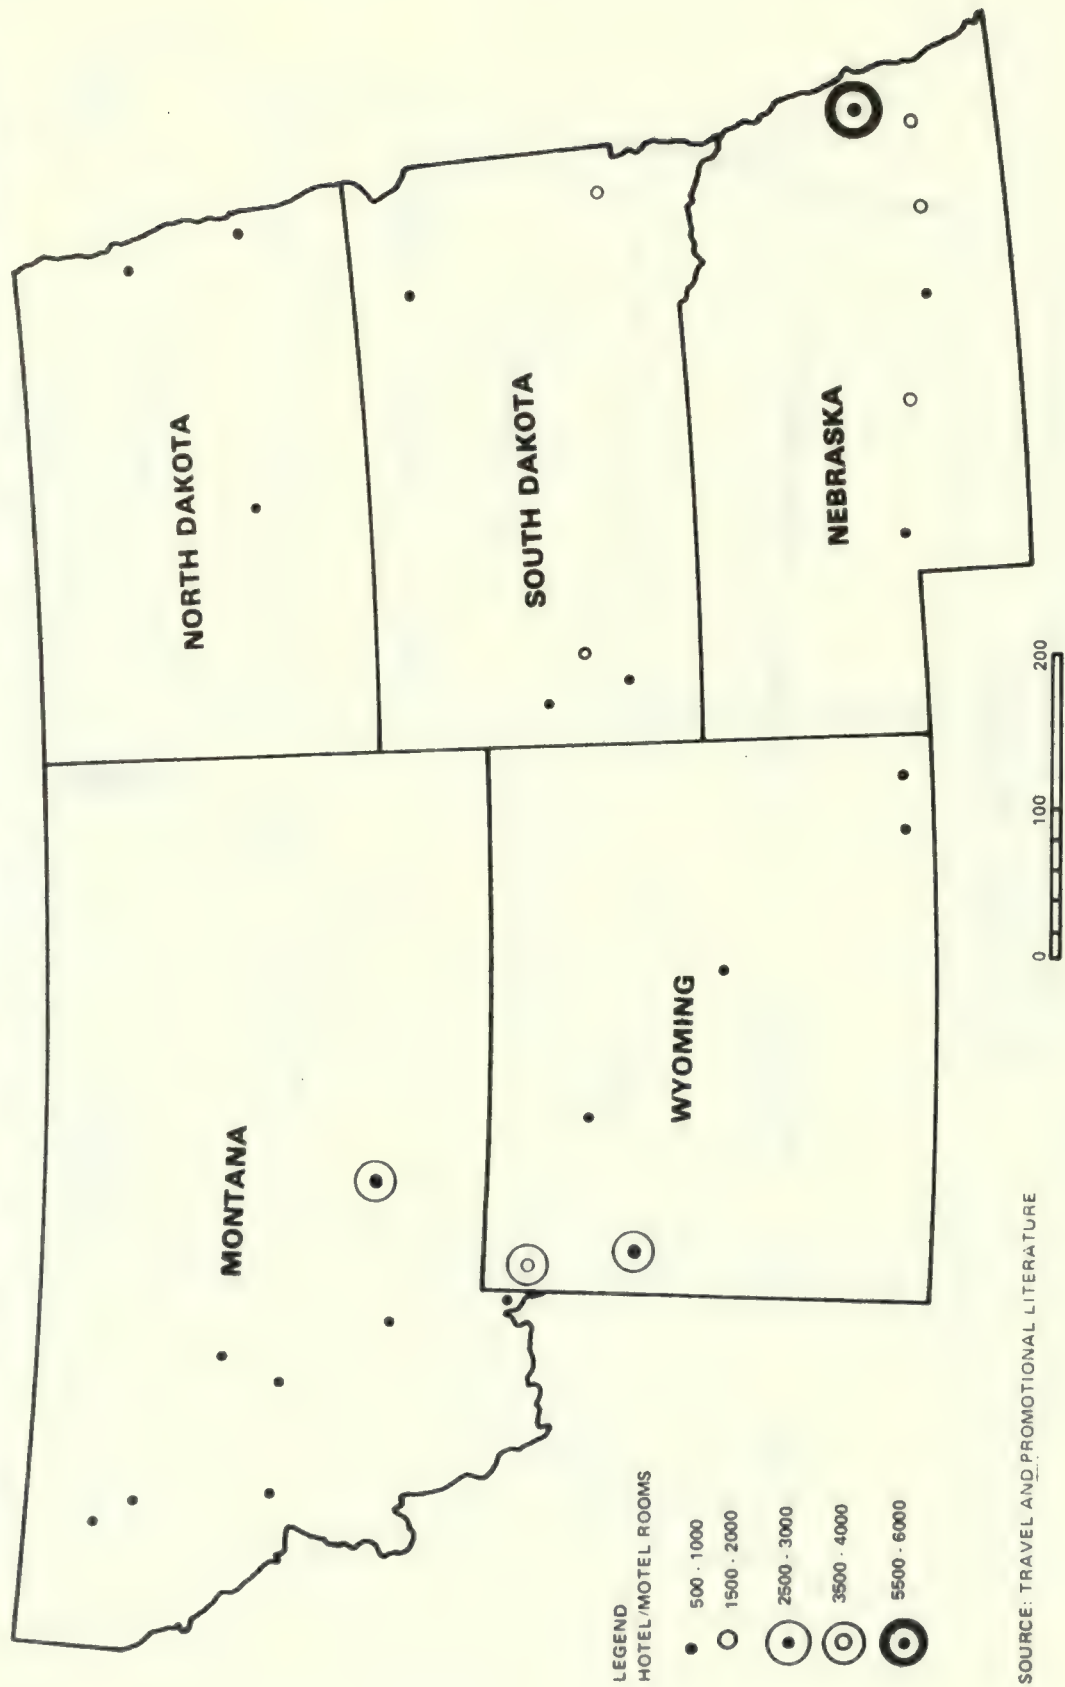 MONTANA
NORTH DAKOTA
SOUTH DAKOTA
WYOMING
NEBRASKA
LEGEND
HOTEL/MOTEL ROOMS
500 - 1000
1500 - 2000
2500 - 3000
3500 - 4000
5500 - 6000
0 100 200
SOURCE: TRAVEL AND PROMOTIONAL LITERATURE